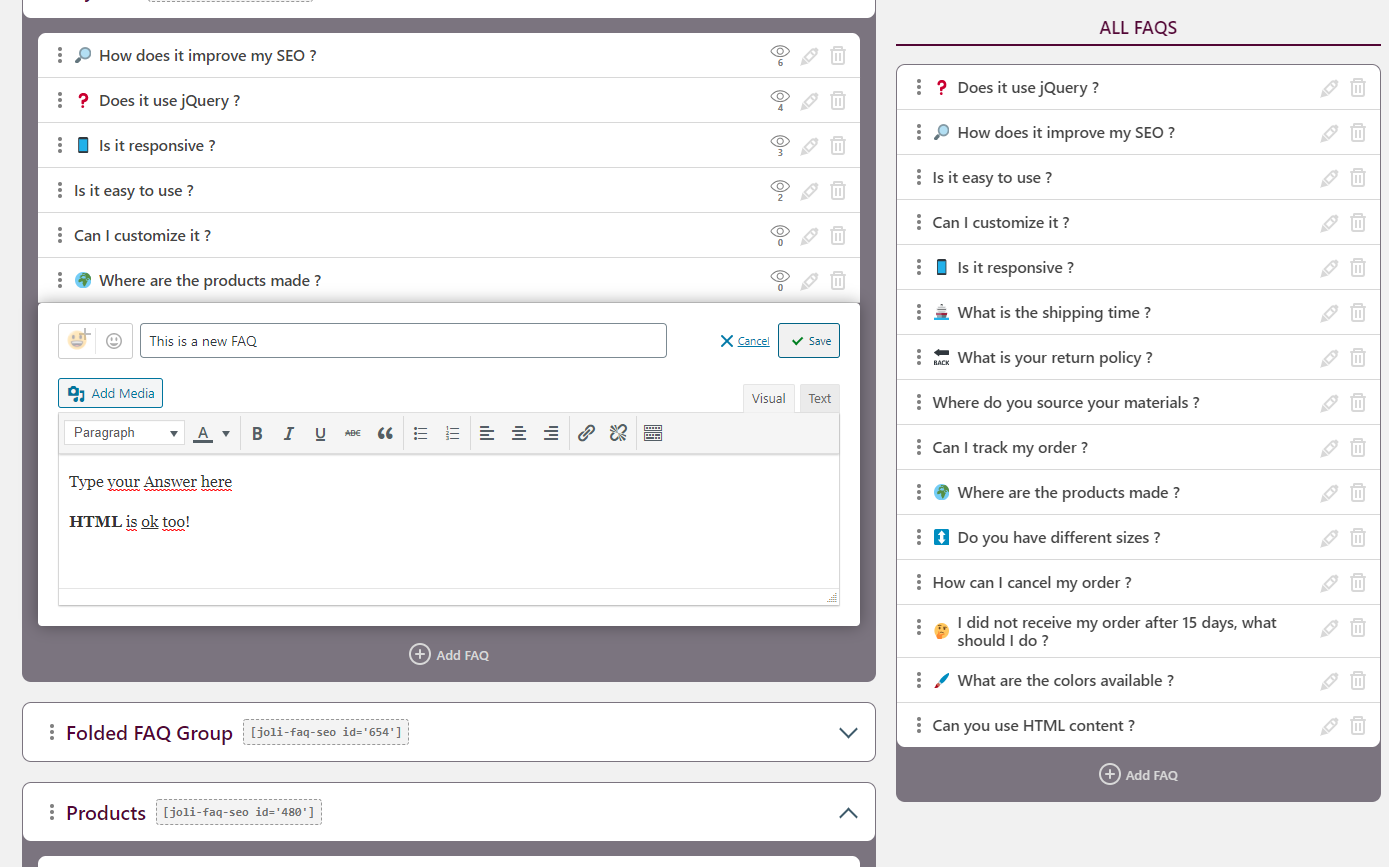 How does it improve my SEO ?
6
Does it use jQuery ?
4
Is it responsive ?
3
Is it easy to use ?
2
Can I customize it ?
0
Where are the products made ?
0
This is a new FAQ
Cancel
Save
Add Media
Visual
Text
Paragraph
A
B
I
U
ABC
Type your Answer here
HTML is ok too!
Add FAQ
Folded FAQ Group
[joli-faq-seo id='654']
Products
[joli-faq-seo id='480']
ALL FAQS
Does it use jQuery ?
How does it improve my SEO ?
Is it easy to use ?
Can I customize it ?
Is it responsive ?
What is the shipping time ?
BACK
What is your return policy ?
Where do you source your materials ?
Can I track my order ?
Where are the products made ?
Do you have different sizes ?
How can I cancel my order ?
I did not receive my order after 15 days, what
should I do ?
What are the colors available ?
Can you use HTML content ?
Add FAQ